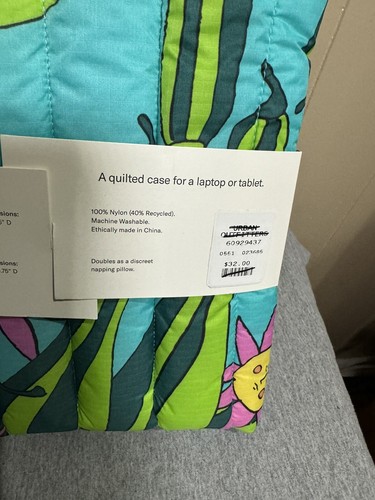 A quilted case for a laptop or tablet.
100% Nylon (40% Recycled).
Machine Washable.
Ethically made in China.
Doubles as a discreet
napping pillow.
URBAN
OUTFITTERS
60929437
0551 023686
$32.00
sions:
" D
sions:
.75" D